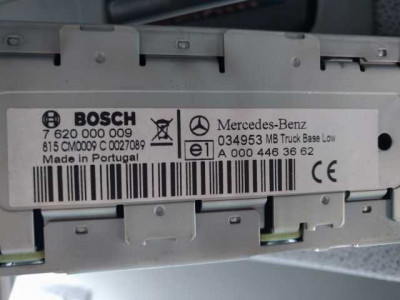 BOSCH
7 620 000 009
815 CM0009 C 0027089
Made in Portugal
Mercedes-Benz
e1
034953 MB Truck Base Low
A 000 446 36 62
CE